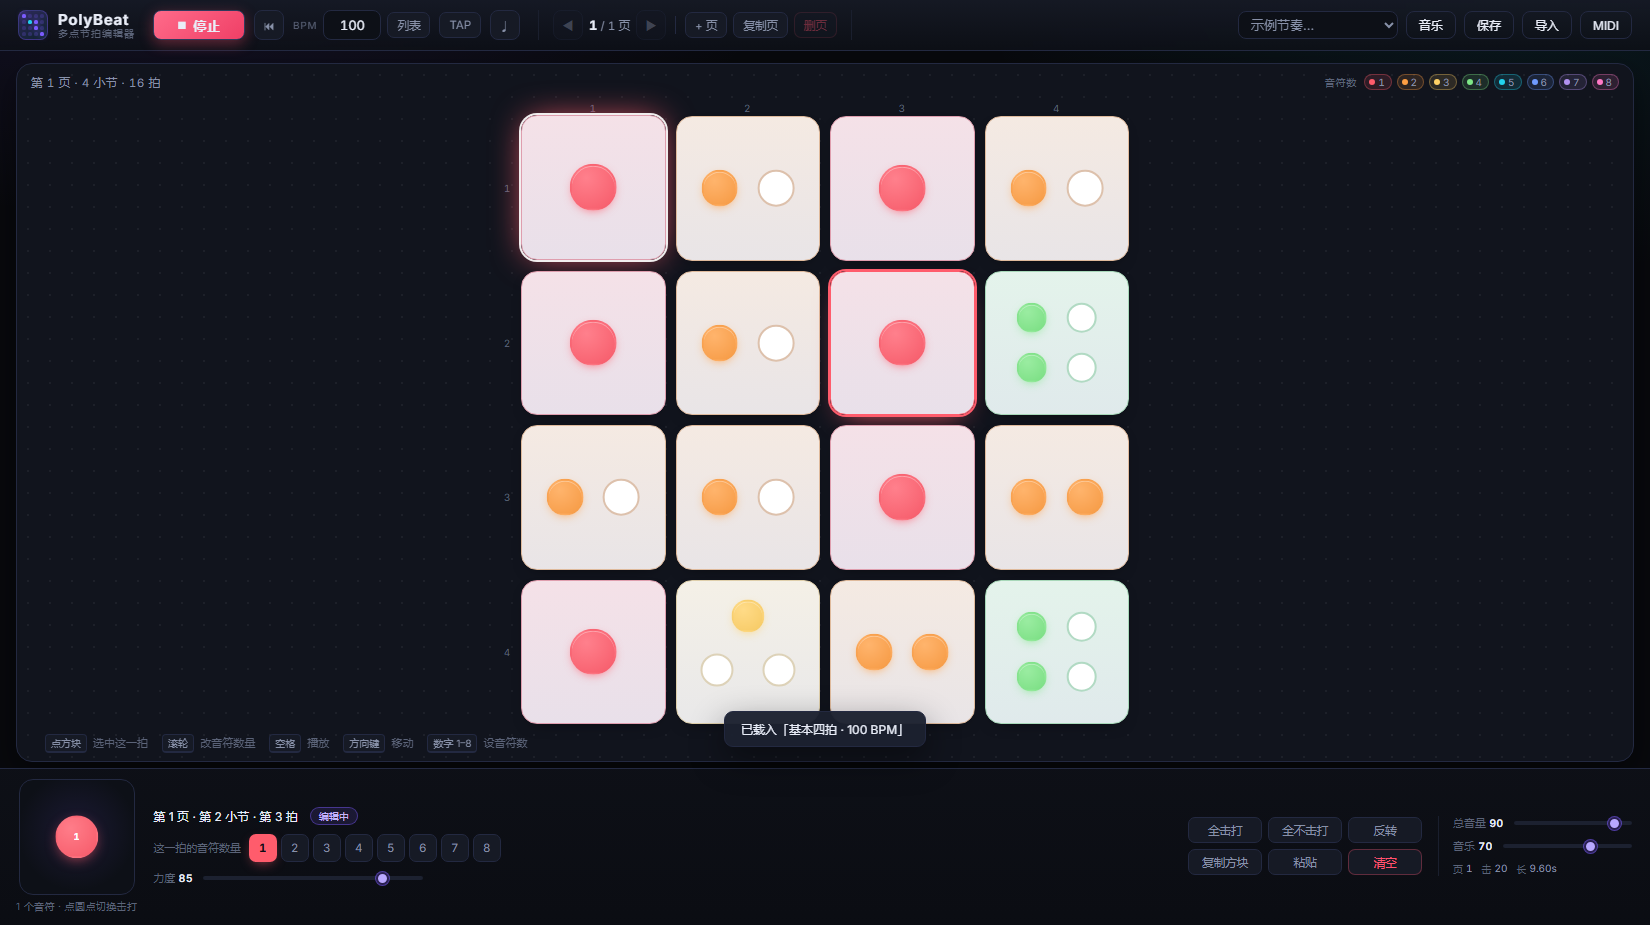 PolyBeat
多点节拍编辑器
停止
BPM 100 列表 TAP ♩
1 / 1 页
+ 页 复制页 删页
示例节奏... 音乐 保存 导入 MIDI
第 1 页 · 4 小节 · 16 拍
音符数 1 2 3 4 5 6 7 8
1 2 3 4
1
2
3
4
已载入「基本四拍 · 100 BPM」
点方块 选中这一拍 滚轮 改音符数量 空格 播放 方向键 移动 数字 1-8 设音符数
1
1 个音符 · 点圆点切换击打
第 1 页 · 第 2 小节 · 第 3 拍 编辑中
这一拍的音符数量 1 2 3 4 5 6 7 8
力度 85
全击打 全不击打 反转
复制方块 粘贴 清空
总音量 90
音乐 70
页 1 击 20 长 9.60s